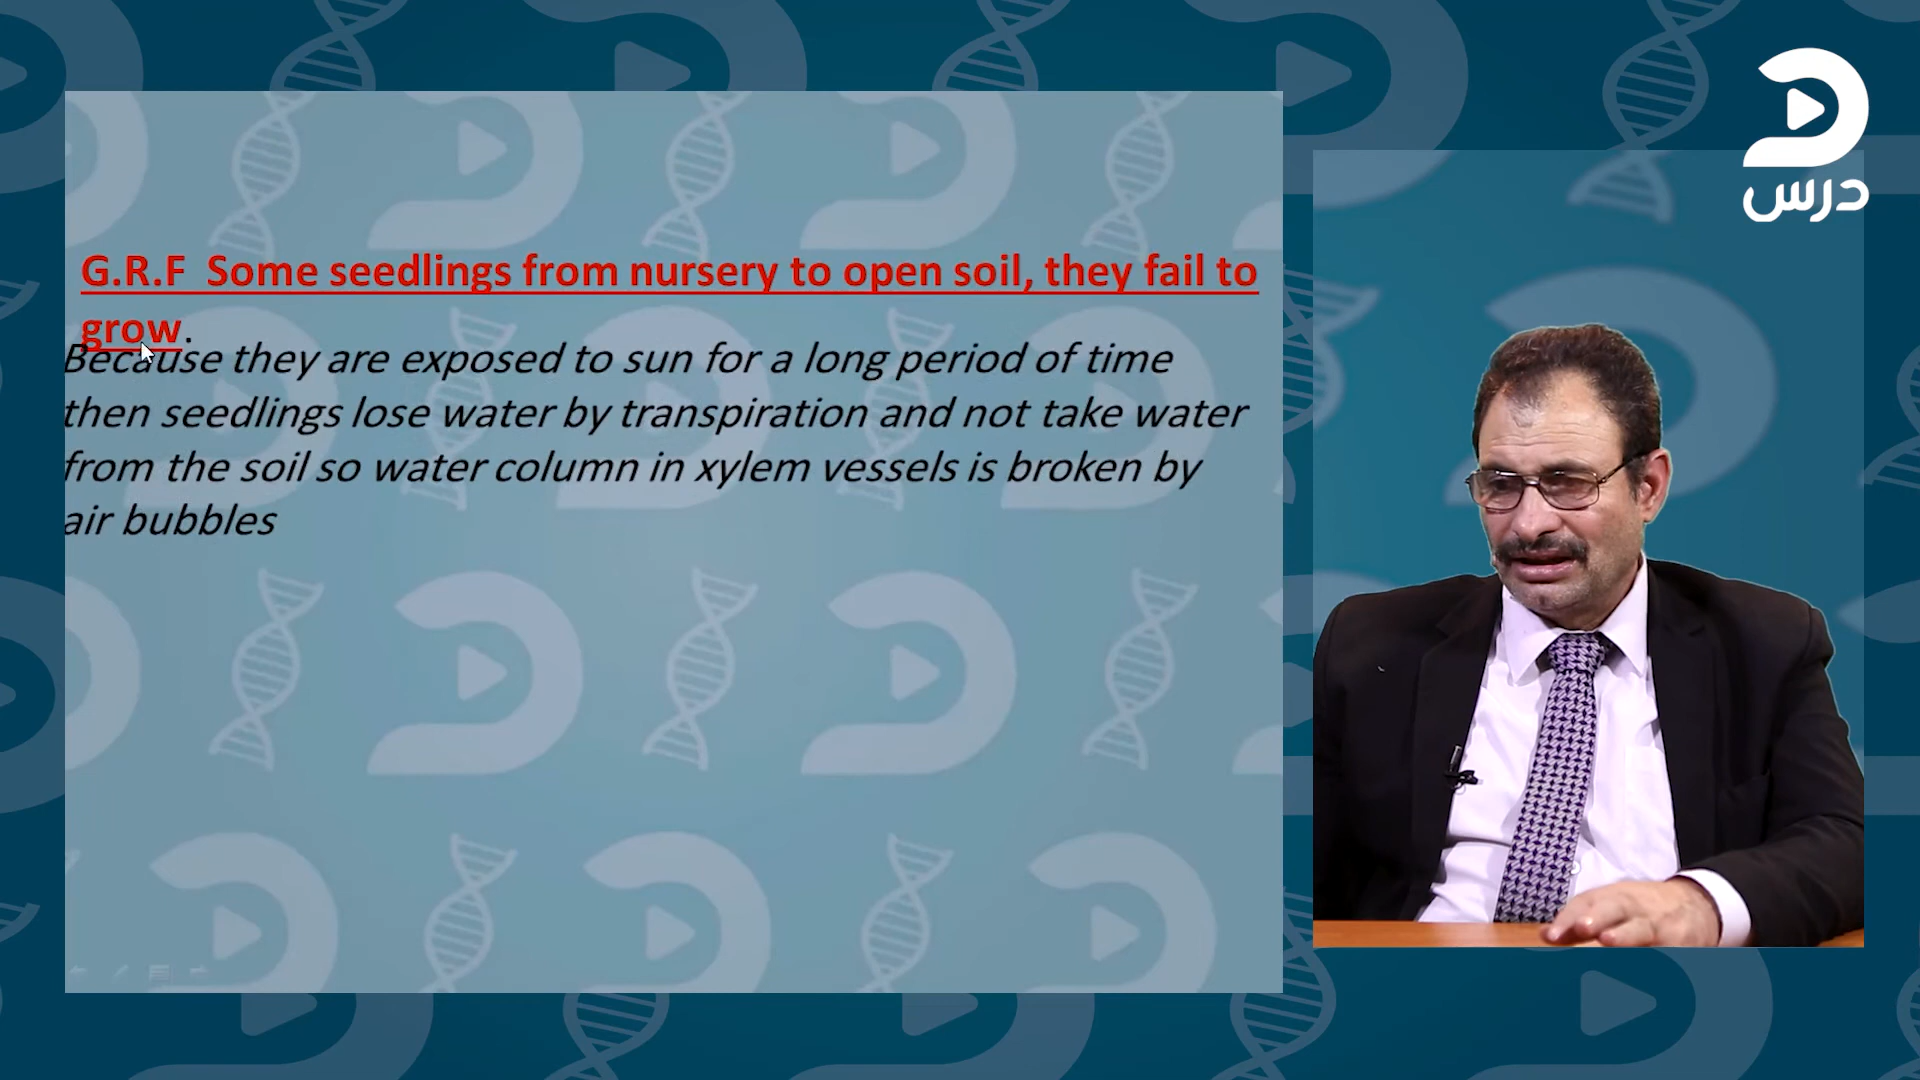 درس
G.R.F  Some seedlings from nursery to open soil, they fail to
grow.
Because they are exposed to sun for a long period of time
then seedlings lose water by transpiration and not take water
from the soil so water column in xylem vessels is broken by
air bubbles